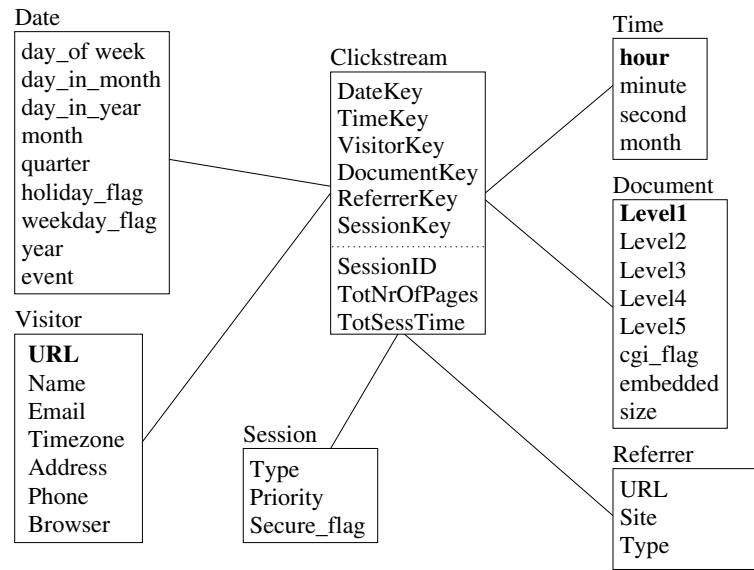 Date
day_of week
day_in_month
day_in_year
month
quarter
holiday_flag
weekday_flag
year
event
Visitor
URL
Name
Email
Timezone
Address
Phone
Browser
Clickstream
DateKey
TimeKey
VisitorKey
DocumentKey
ReferrerKey
SessionKey
SessionID
TotNrOfPages
TotSessTime
Session
Type
Priority
Secure_flag
Time
hour
minute
second
month
Document
Level1
Level2
Level3
Level4
Level5
cgi_flag
embedded
size
Referrer
URL
Site
Type